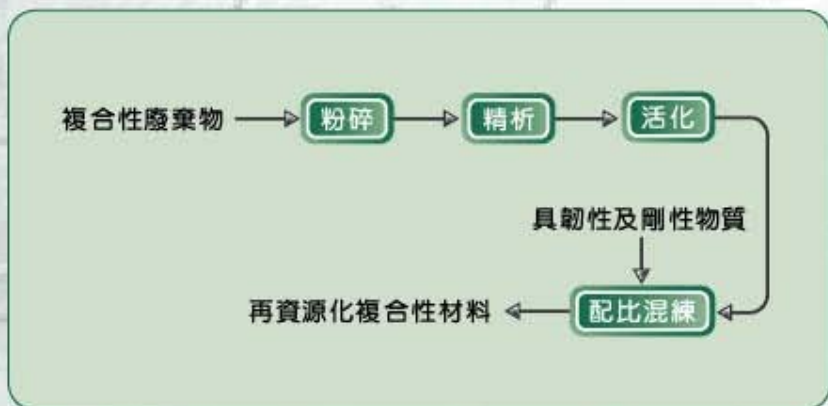 複合性廢棄物
粉碎
精析
活化
具韌性及剛性物質
配比混練
再資源化複合性材料